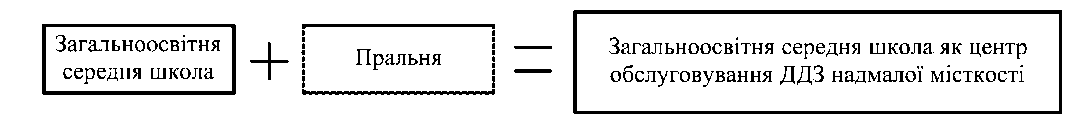 Загальноосвітня
середня школа
+
Пральня
=
Загальноосвітня середня школа як центр
обслуговування ДДЗ надмалої місткості